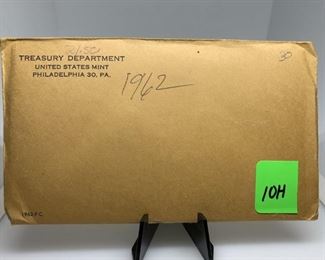 TREASURY DEPARTMENT
UNITED STATES MINT
PHILADELPHIA 30, PA.
1962
10H